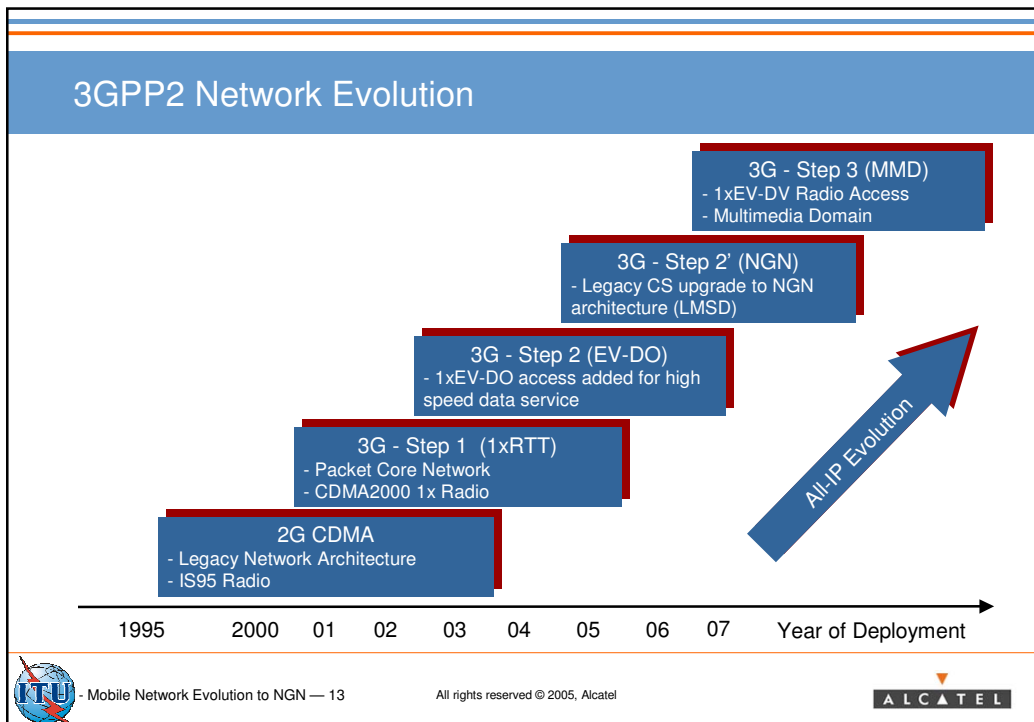 3GPP2 Network Evolution
3G - Step 3 (MMD)
- 1xEV-DV Radio Access
- Multimedia Domain
3G - Step 2’ (NGN)
- Legacy CS upgrade to NGN
architecture (LMSD)
3G - Step 2 (EV-DO)
- 1xEV-DO access added for high
speed data service
3G - Step 1 (1xRTT)
- Packet Core Network
- CDMA2000 1x Radio
2G CDMA
- Legacy Network Architecture
- IS95 Radio
All-IP Evolution
1995 2000 01 02 03 04 05 06 07 Year of Deployment
ITU
- Mobile Network Evolution to NGN — 13
All rights reserved © 2005, Alcatel
ALCATEL